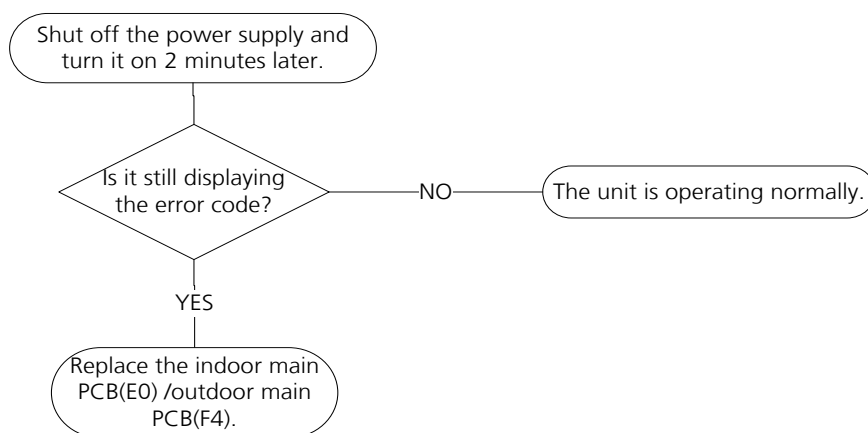 Shut off the power supply and
turn it on 2 minutes later.
Is it still displaying
the error code?
NO
The unit is operating normally.
YES
Replace the indoor main
PCB(E0) /outdoor main
PCB(F4).